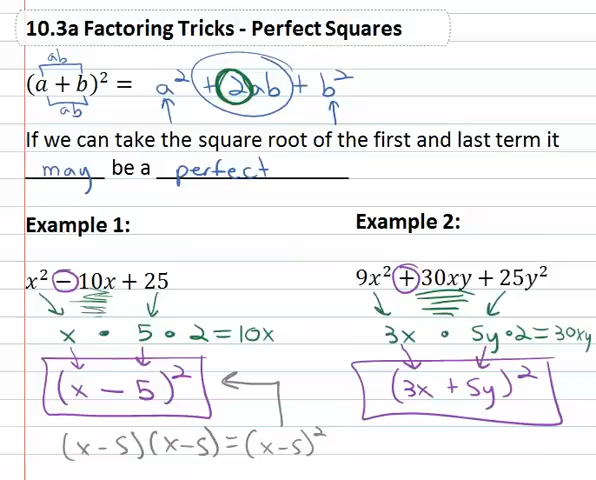 10.3a Factoring Tricks - Perfect Squares
ab
(a + b)² = a² + 2ab + b²
ab
If we can take the square root of the first and last term it
may be a perfect
Example 1: Example 2:
x² − 10x + 25 9x² + 30xy + 25y²
x • 5 • 2 = 10x 3x • 5y • 2 = 30xy
(x − 5)² (3x + 5y)²
(x − 5)(x − 5) = (x − 5)²